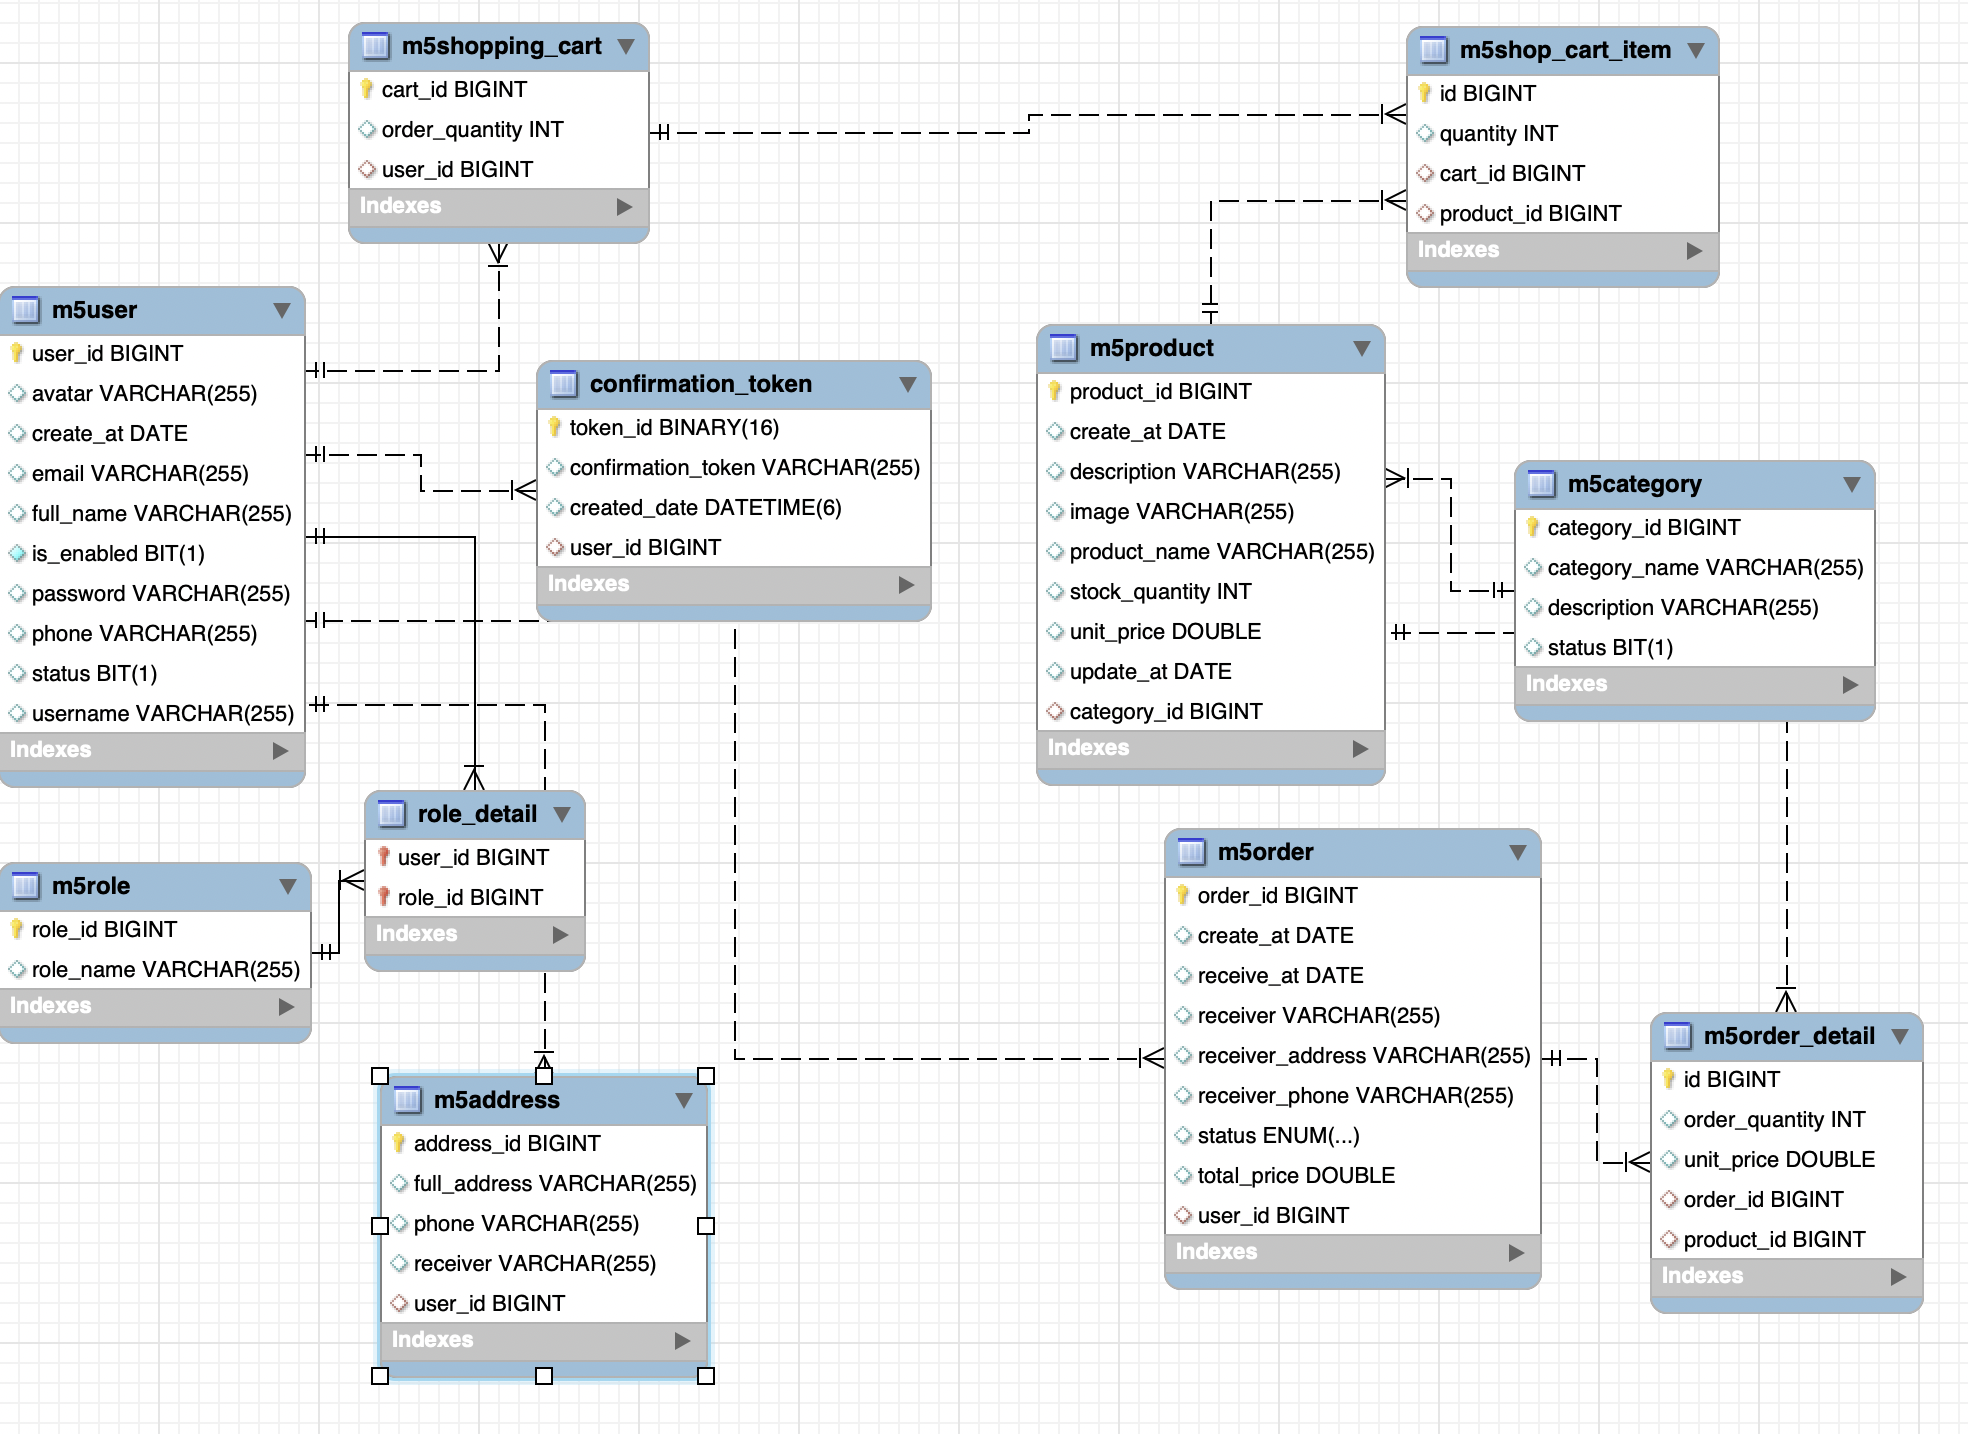 m5shopping_cart
cart_id BIGINT
order_quantity INT
user_id BIGINT
Indexes
m5shop_cart_item
id BIGINT
quantity INT
cart_id BIGINT
product_id BIGINT
Indexes
m5user
user_id BIGINT
avatar VARCHAR(255)
create_at DATE
email VARCHAR(255)
full_name VARCHAR(255)
is_enabled BIT(1)
password VARCHAR(255)
phone VARCHAR(255)
status BIT(1)
username VARCHAR(255)
Indexes
confirmation_token
token_id BINARY(16)
confirmation_token VARCHAR(255)
created_date DATETIME(6)
user_id BIGINT
Indexes
m5product
product_id BIGINT
create_at DATE
description VARCHAR(255)
image VARCHAR(255)
product_name VARCHAR(255)
stock_quantity INT
unit_price DOUBLE
update_at DATE
category_id BIGINT
Indexes
m5category
category_id BIGINT
category_name VARCHAR(255)
description VARCHAR(255)
status BIT(1)
Indexes
role_detail
user_id BIGINT
role_id BIGINT
Indexes
m5role
role_id BIGINT
role_name VARCHAR(255)
Indexes
m5order
order_id BIGINT
create_at DATE
receive_at DATE
receiver VARCHAR(255)
receiver_address VARCHAR(255)
receiver_phone VARCHAR(255)
status ENUM(...)
total_price DOUBLE
user_id BIGINT
Indexes
m5order_detail
id BIGINT
order_quantity INT
unit_price DOUBLE
order_id BIGINT
product_id BIGINT
Indexes
m5address
address_id BIGINT
full_address VARCHAR(255)
phone VARCHAR(255)
receiver VARCHAR(255)
user_id BIGINT
Indexes